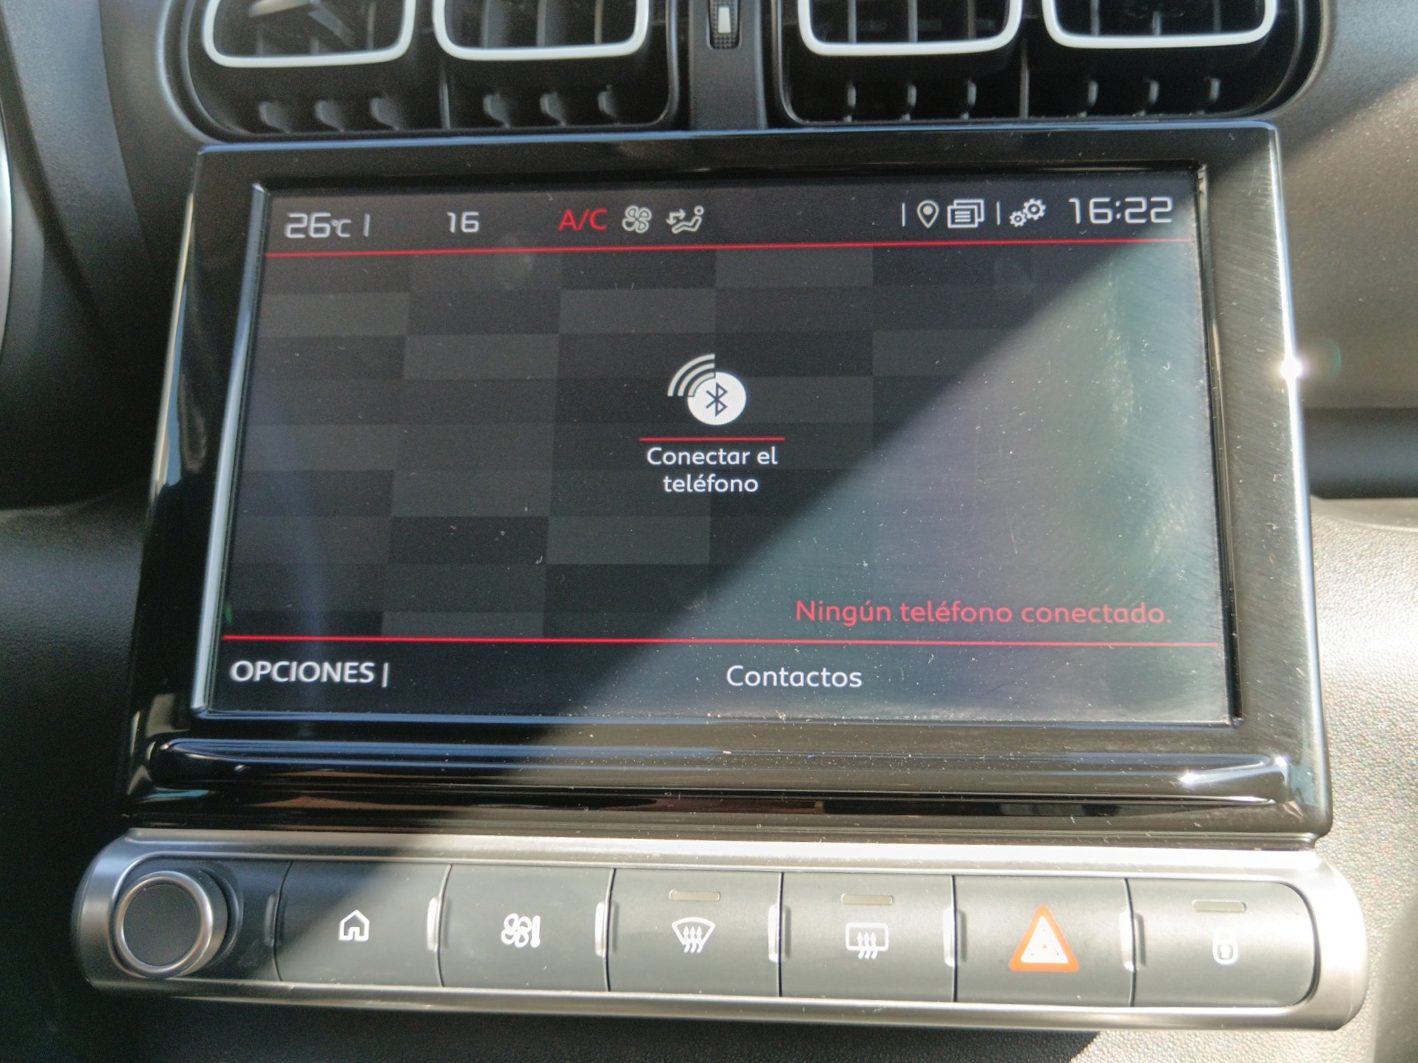 26°C | 16 A/C | | 16:22
Conectar el
teléfono
Ningún teléfono conectado.
OPCIONES | Contactos